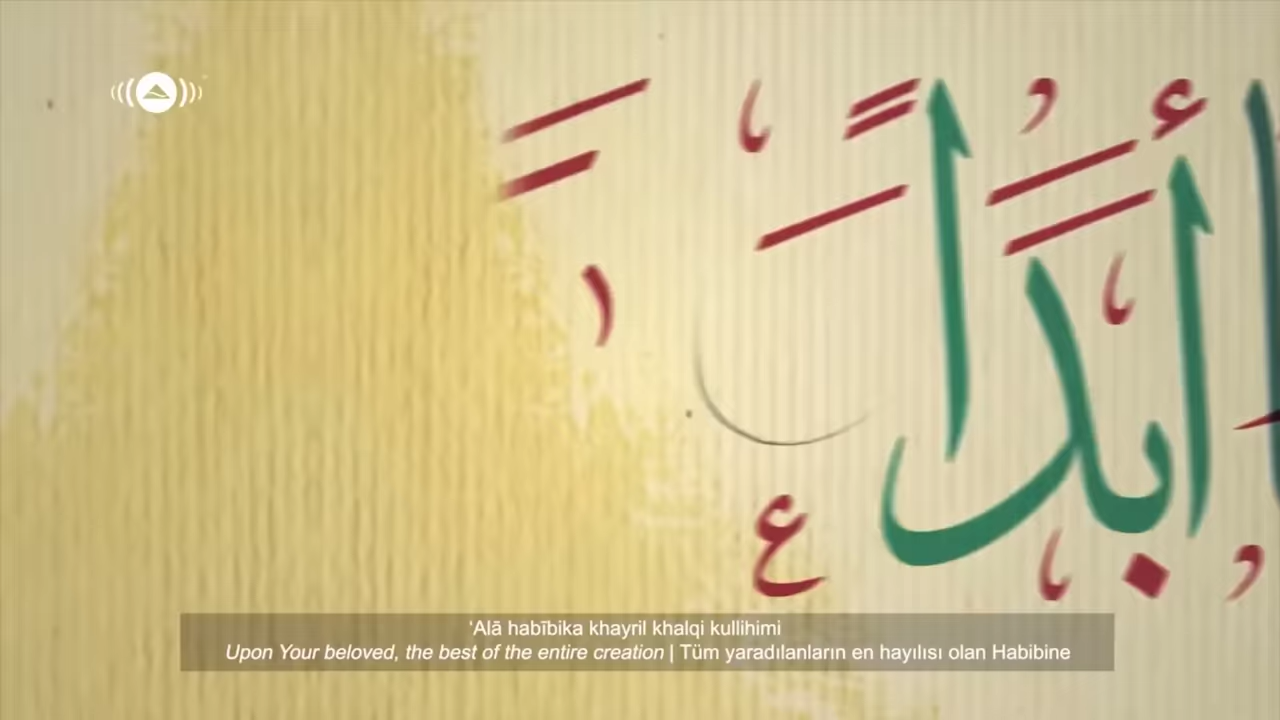 أَبَدًا
‘Alā habībika khayril khalqi kullihimi
Upon Your beloved, the best of the entire creation | Tüm yaradılanların en hayılısı olan Habibine